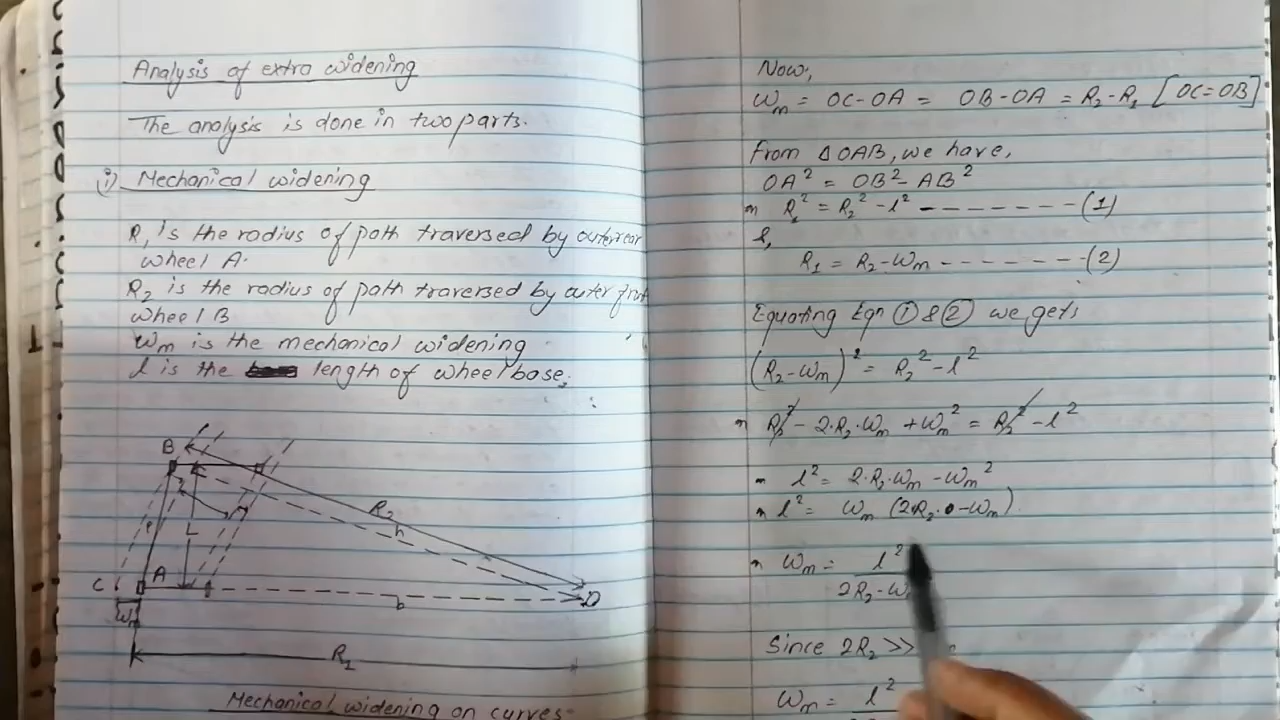 Analysis of extra widening
The analysis is done in two parts.
i) Mechanical widening
R, is the radius of path traversed by outerrear
wheel A.
R2 is the radius of path traversed by outer
wheel B
Wm is the mechanical widening
l is the length of wheel base;
B
R2
h
l
L
C
A
b
Wm
R2
Mechanical widening on curves-
Now,
Wm = OC-OA = OB-OA = R2-R1 [OC=OB]
From ΔOAB, we have,
OA² = OB² - AB²
R1² = R2² - l² - - - - - - - - (1)
&,
R1 = R2-Wm - - - - - - - (2)
Equating Eqn ① & ② we gets
(R2-Wm)² = R2² - l²
R2² - 2·R2·Wm + Wm² = R2² - l²
l² = 2·R2·Wm - Wm²
l² = Wm (2R2 - Wm)
Wm = l²
2R2 - W
Since 2R2 >>
Wm = l²